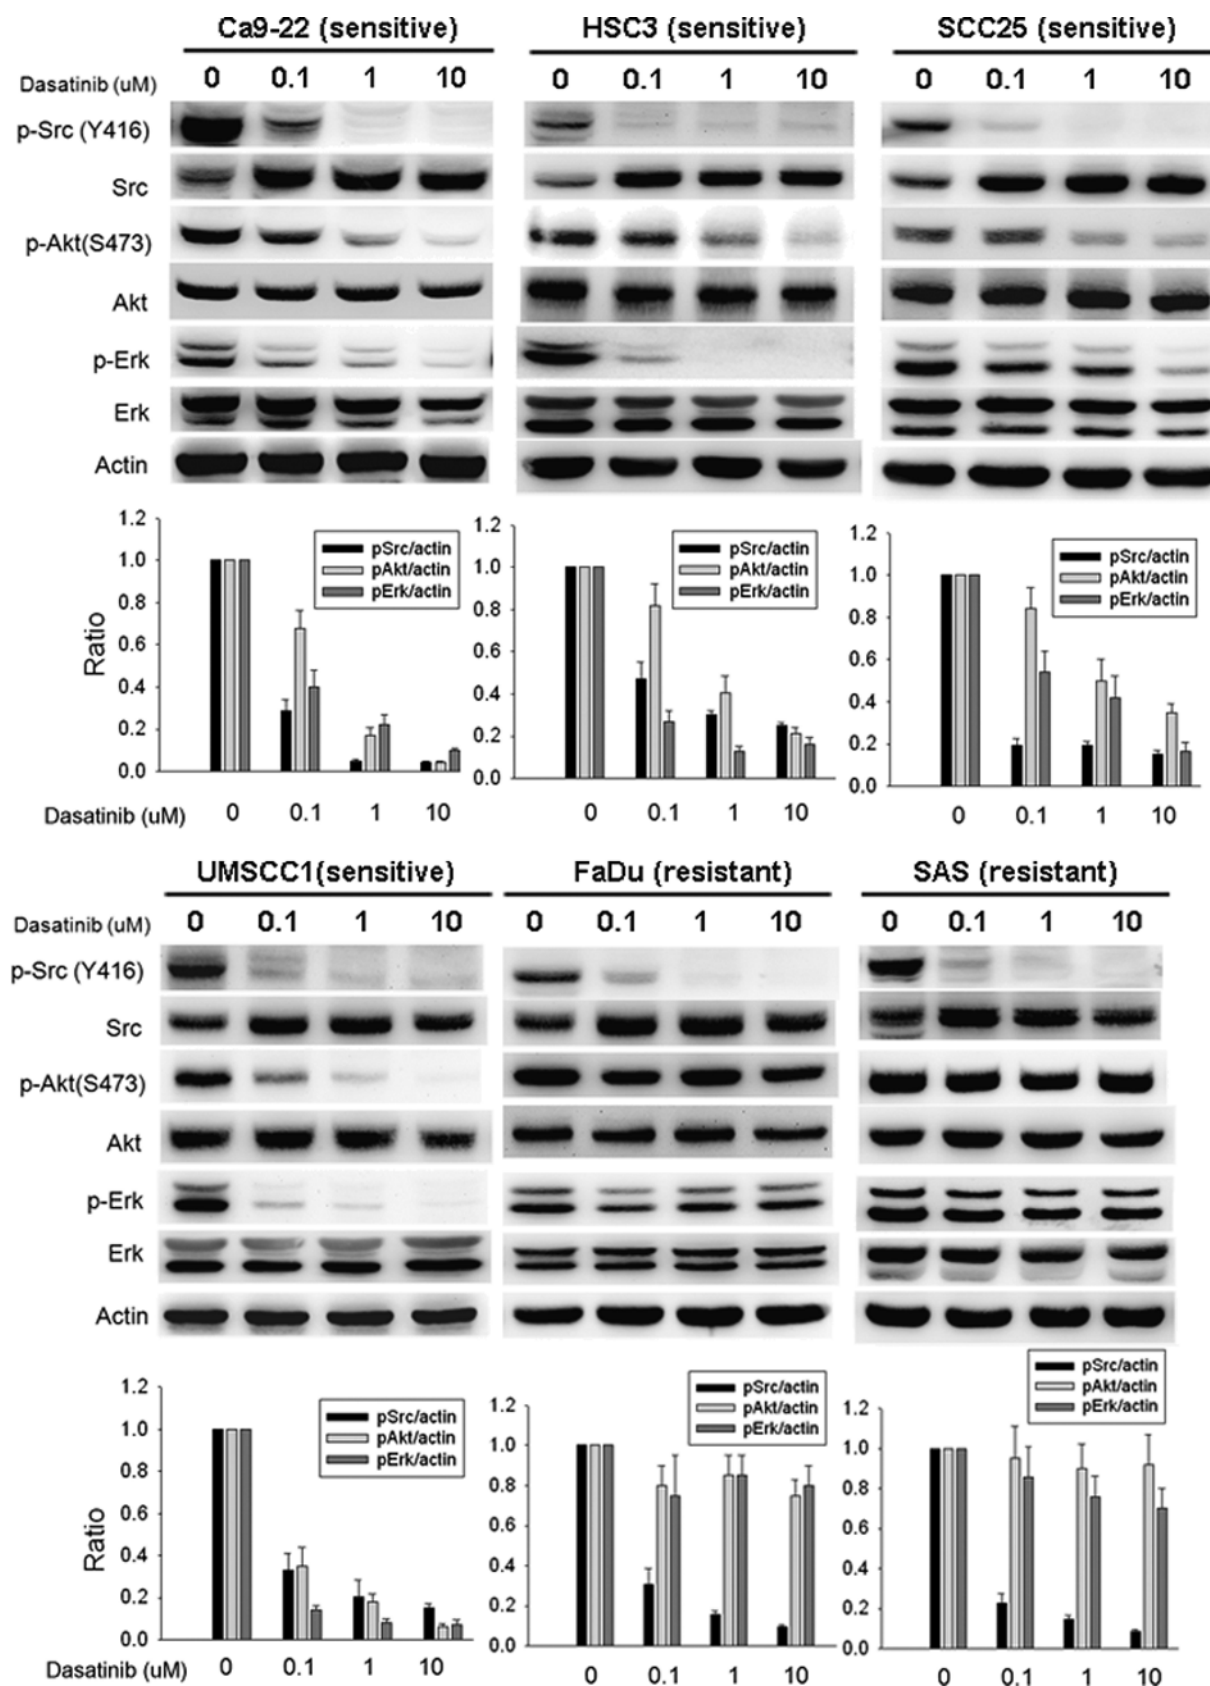 Ca9-22 (sensitive) HSC3 (sensitive) SCC25 (sensitive)
Dasatinib (uM) 0 0.1 1 10 0 0.1 1 10 0 0.1 1 10
p-Src (Y416)
Src
p-Akt(S473)
Akt
p-Erk
Erk
Actin
1.2 1.2 1.2
pSrc/actin pSrc/actin pSrc/actin
1.0 1.0 1.0
pAkt/actin pAkt/actin pAkt/actin
pErk/actin pErk/actin pErk/actin
0.8 0.8 0.8
Ratio
0.6 0.6 0.6
0.4 0.4 0.4
0.2 0.2 0.2
0.0 0.0 0.0
Dasatinib (uM) 0 0.1 1 10 0 0.1 1 10 0 0.1 1 10
UMSCC1(sensitive) FaDu (resistant) SAS (resistant)
Dasatinib (uM) 0 0.1 1 10 0 0.1 1 10 0 0.1 1 10
p-Src (Y416)
Src
p-Akt(S473)
Akt
p-Erk
Erk
Actin
1.2 1.2 1.2
pSrc/actin pSrc/actin pSrc/actin
pAkt/actin pAkt/actin pAkt/actin
pErk/actin pErk/actin pErk/actin
1.0 1.0 1.0
0.8 0.8 0.8
Ratio
0.6 0.6 0.6
0.4 0.4 0.4
0.2 0.2 0.2
0.0 0.0 0.0
Dasatinib (uM) 0 0.1 1 10 0 0.1 1 10 0 0.1 1 10